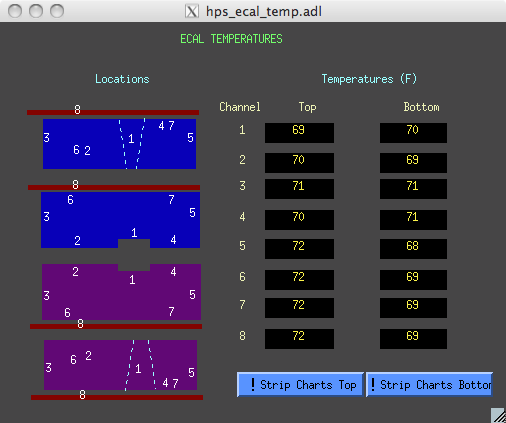 hps_ecal_temp.adl
ECAL TEMPERATURES
Locations
Temperatures (F)
Channel Top Bottom
1 69 70
2 70 69
3 71 71
4 70 71
5 72 68
6 72 69
7 72 69
8 72 69
8
3 6 2 1 4 7 5
8
6 7
3 5
2 1 4
2 1 4
3 5
6 7
8
3 6 2 1 4 7 5
8
! Strip Charts Top
! Strip Charts Bottom